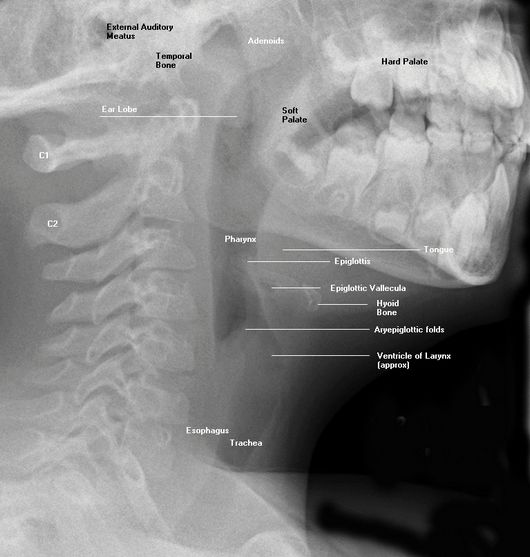 External Auditory
Meatus
Adenoids
Temporal
Bone
Hard Palate
Ear Lobe
Soft
Palate
C1
C2
Pharynx
Tongue
Epiglottis
Epiglottic Vallecula
Hyoid
Bone
Aryepiglottic folds
Ventricle of Larynx
(approx)
Esophagus
Trachea